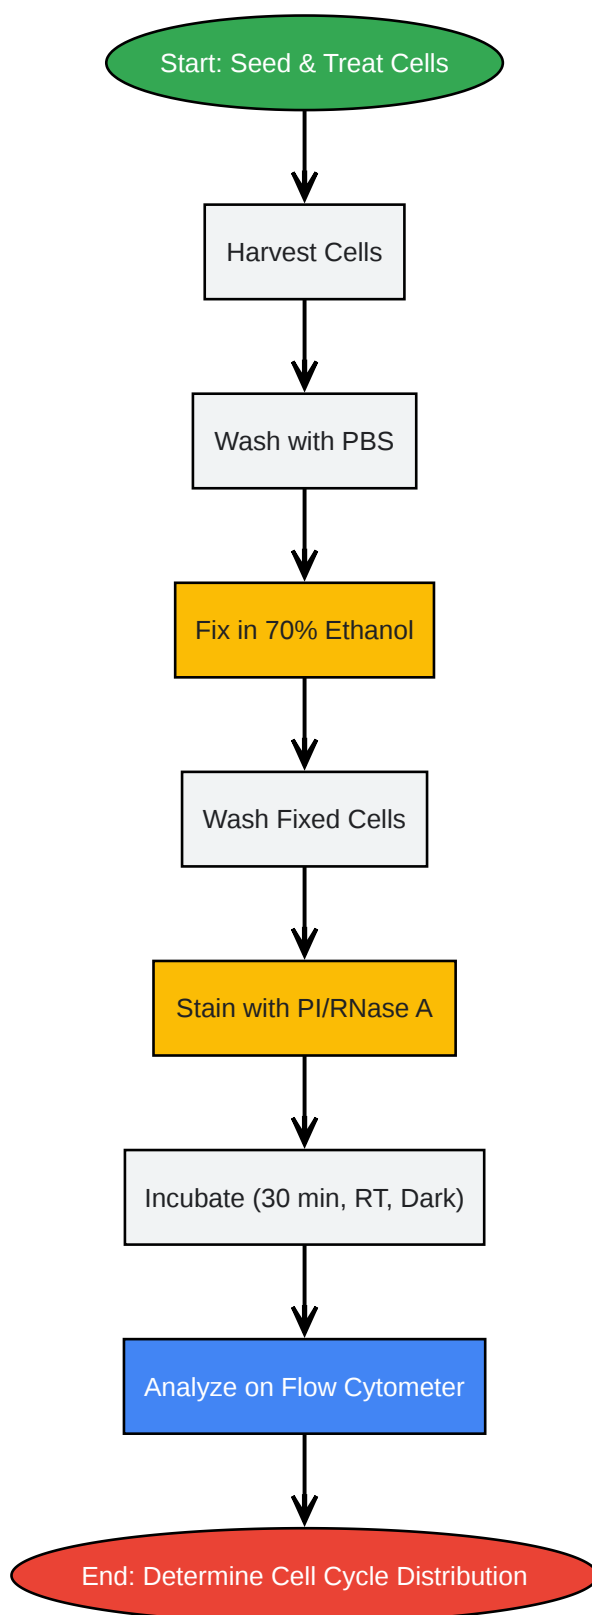 Start: Seed & Treat Cells
Harvest Cells
Wash with PBS
Fix in 70% Ethanol
Wash Fixed Cells
Stain with PI/RNase A
Incubate (30 min, RT, Dark)
Analyze on Flow Cytometer
End: Determine Cell Cycle Distribution